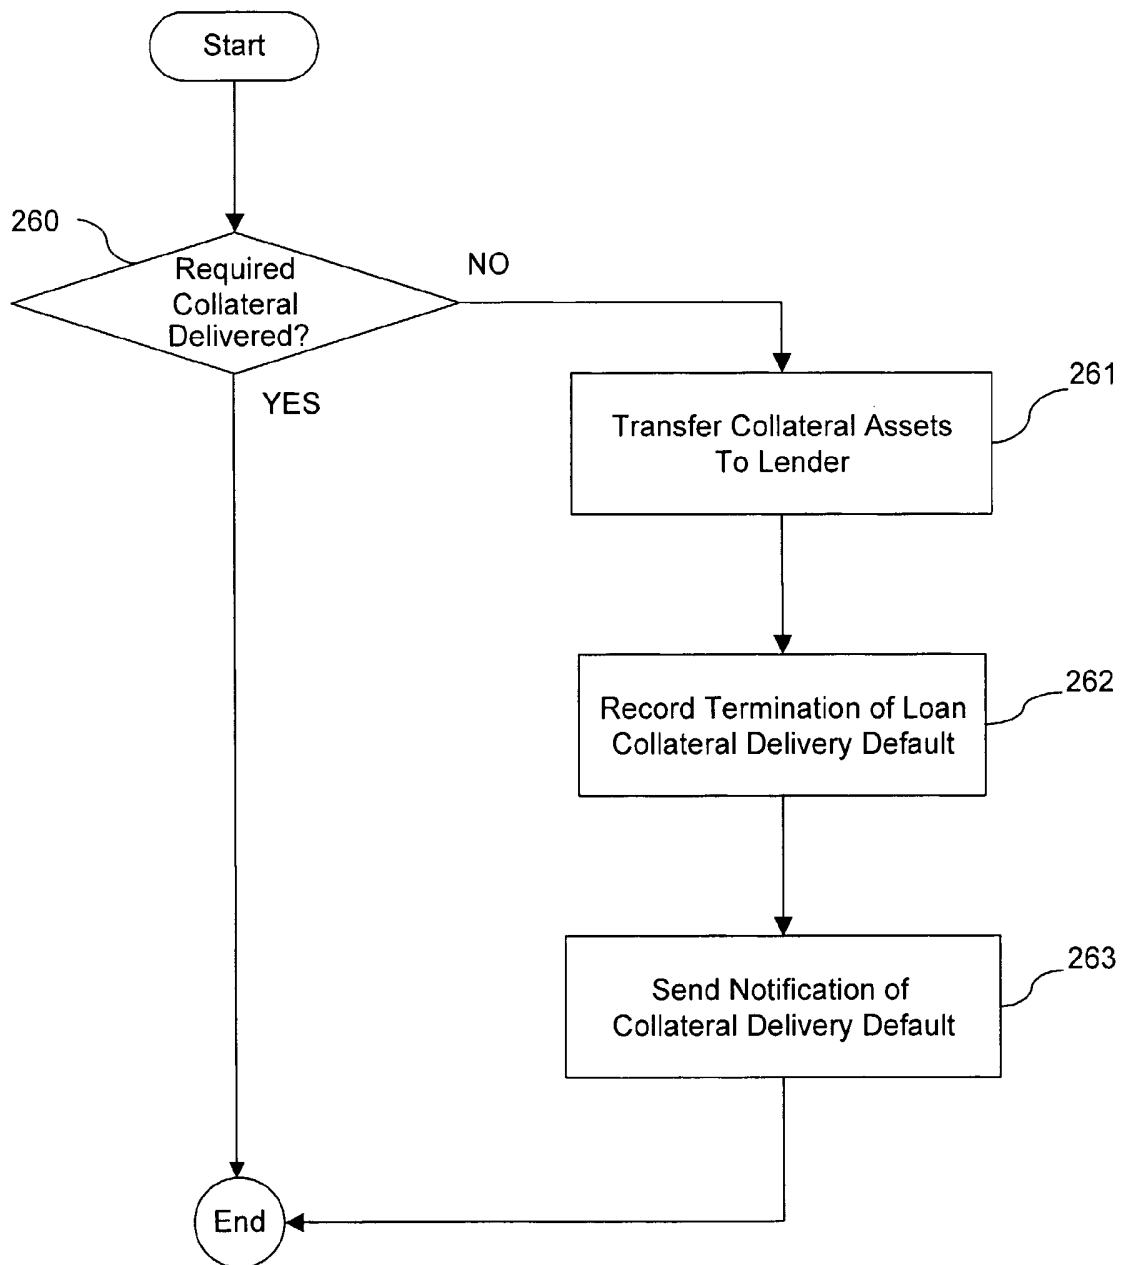 Start
260
Required
Collateral
Delivered?
NO
YES
261
Transfer Collateral Assets
To Lender
262
Record Termination of Loan
Collateral Delivery Default
263
Send Notification of
Collateral Delivery Default
End